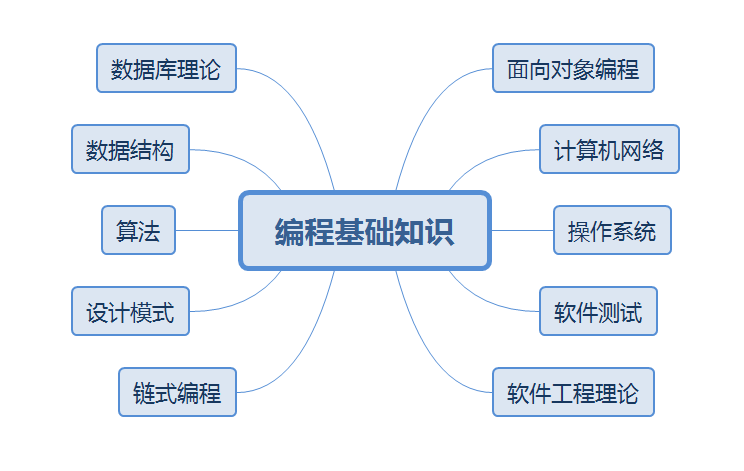 数据库理论
面向对象编程
数据结构
计算机网络
算法
编程基础知识
操作系统
设计模式
软件测试
链式编程
软件工程理论